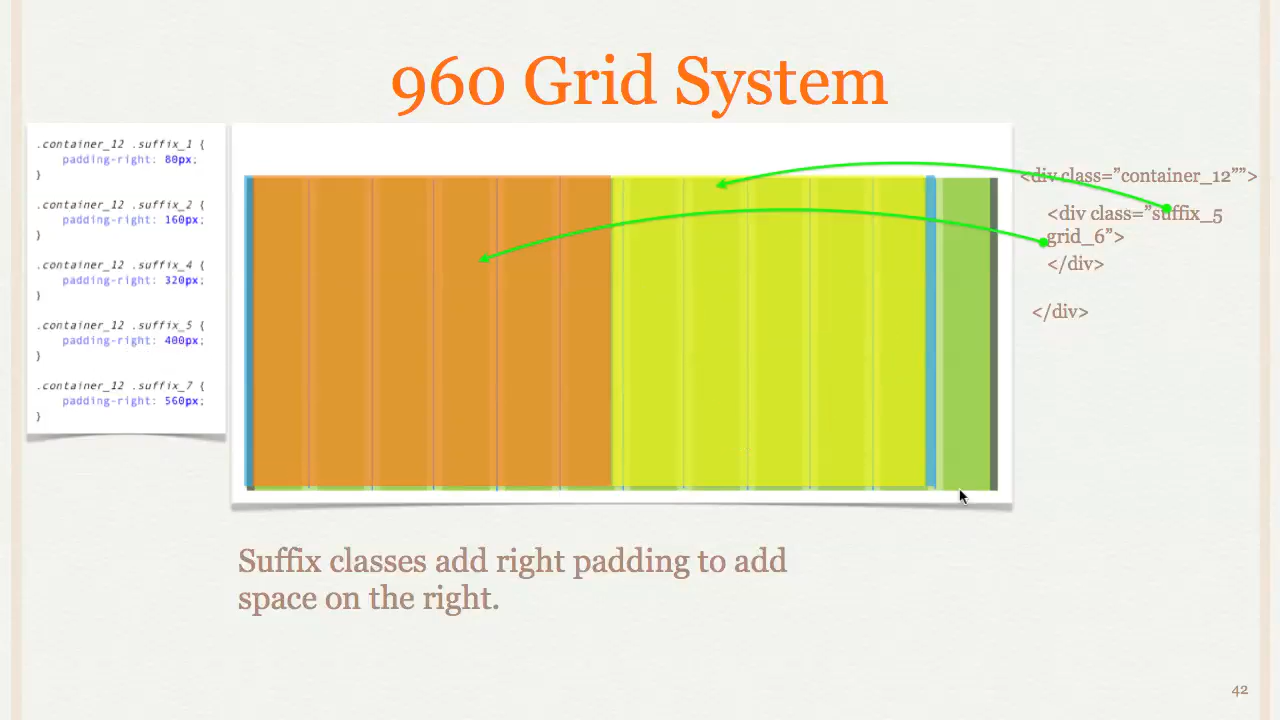 960 Grid System
.container_12 .suffix_1 {
padding-right: 80px;
}
.container_12 .suffix_2 {
padding-right: 160px;
}
.container_12 .suffix_4 {
padding-right: 320px;
}
.container_12 .suffix_5 {
padding-right: 400px;
}
.container_12 .suffix_7 {
padding-right: 560px;
}
<div class=”container_12””>
<div class=”suffix_5
grid_6”>
</div>
</div>
Suffix classes add right padding to add
space on the right.
42